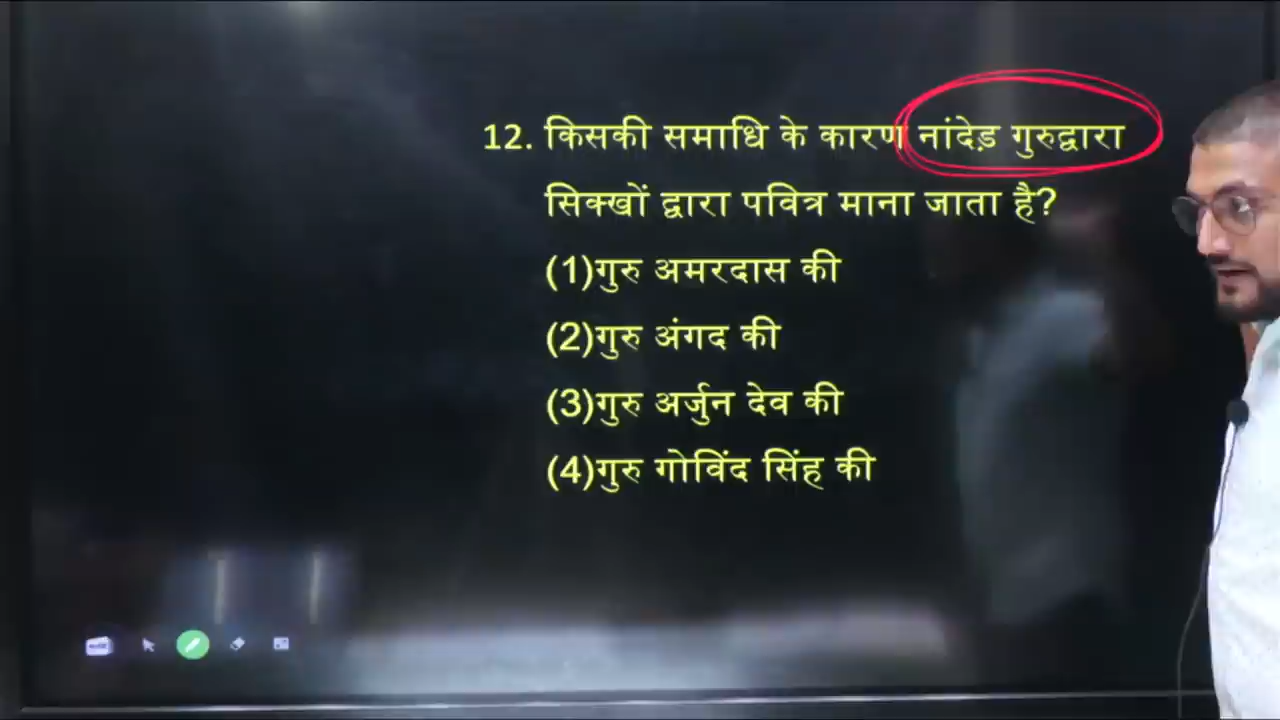 12. किसकी समाधि के कारण नांदेड़ गुरुद्वारा
सिक्खों द्वारा पवित्र माना जाता है?
(1)गुरु अमरदास की
(2)गुरु अंगद की
(3)गुरु अर्जुन देव की
(4)गुरु गोविंद सिंह की